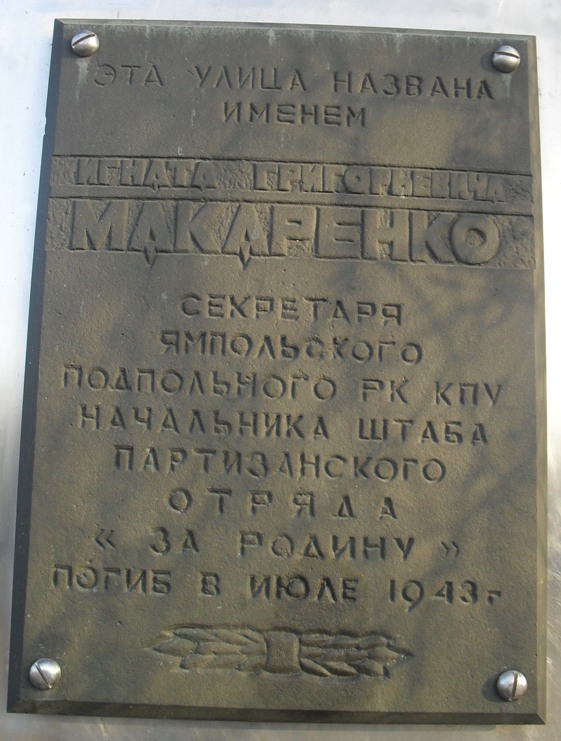 ЭТА УЛИЦА НАЗВАНА
ИМЕНЕМ
ИГНАТА ГРИГОРЬЕВИЧА
МАКАРЕНКО
СЕКРЕТАРЯ
ЯМПОЛЬСКОГО
ПОДПОЛЬНОГО РК КПУ
НАЧАЛЬНИКА ШТАБА
ПАРТИЗАНСКОГО
ОТРЯДА
« ЗА РОДИНУ »
ПОГИБ В ИЮЛЕ 1943 г.